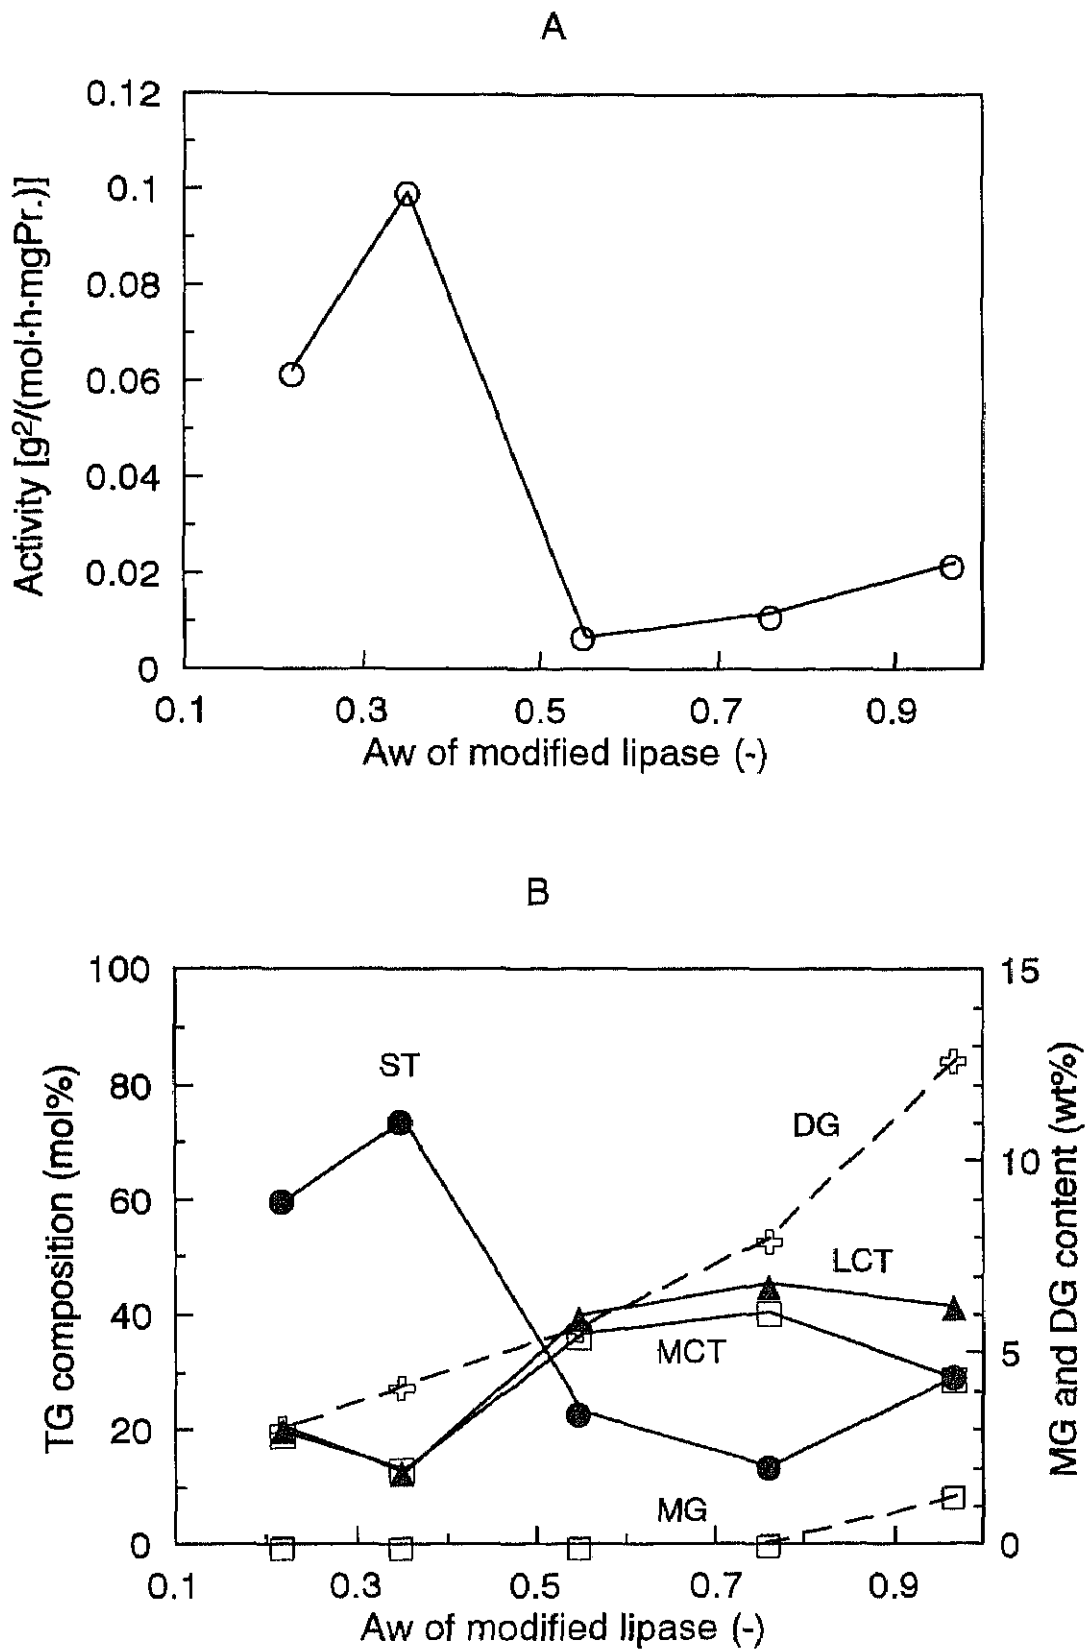 A
0.12
0.1
0.08
0.06
0.04
0.02
0
Activity [g²/(mol·h·mgPr.)]
0.1 0.3 0.5 0.7 0.9
Aw of modified lipase (-)
B
100
80
60
40
20
0
TG composition (mol%)
ST
DG
LCT
MCT
MG
15
10
5
0
MG and DG content (wt%)
0.1 0.3 0.5 0.7 0.9
Aw of modified lipase (-)